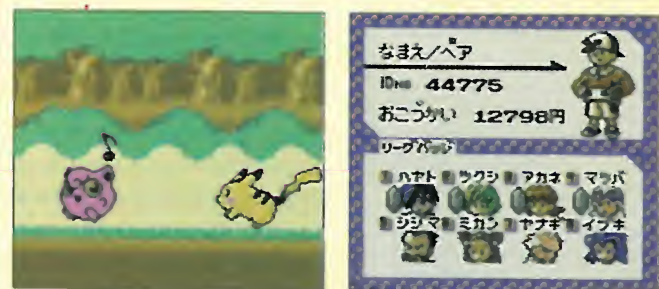 なまえ/ペア
IDNo 44775
おこづかい 12798円
リーグバッジ
ハヤト ツクシ アカネ マツバ
シジマ ミカン ヤナギ イブキ